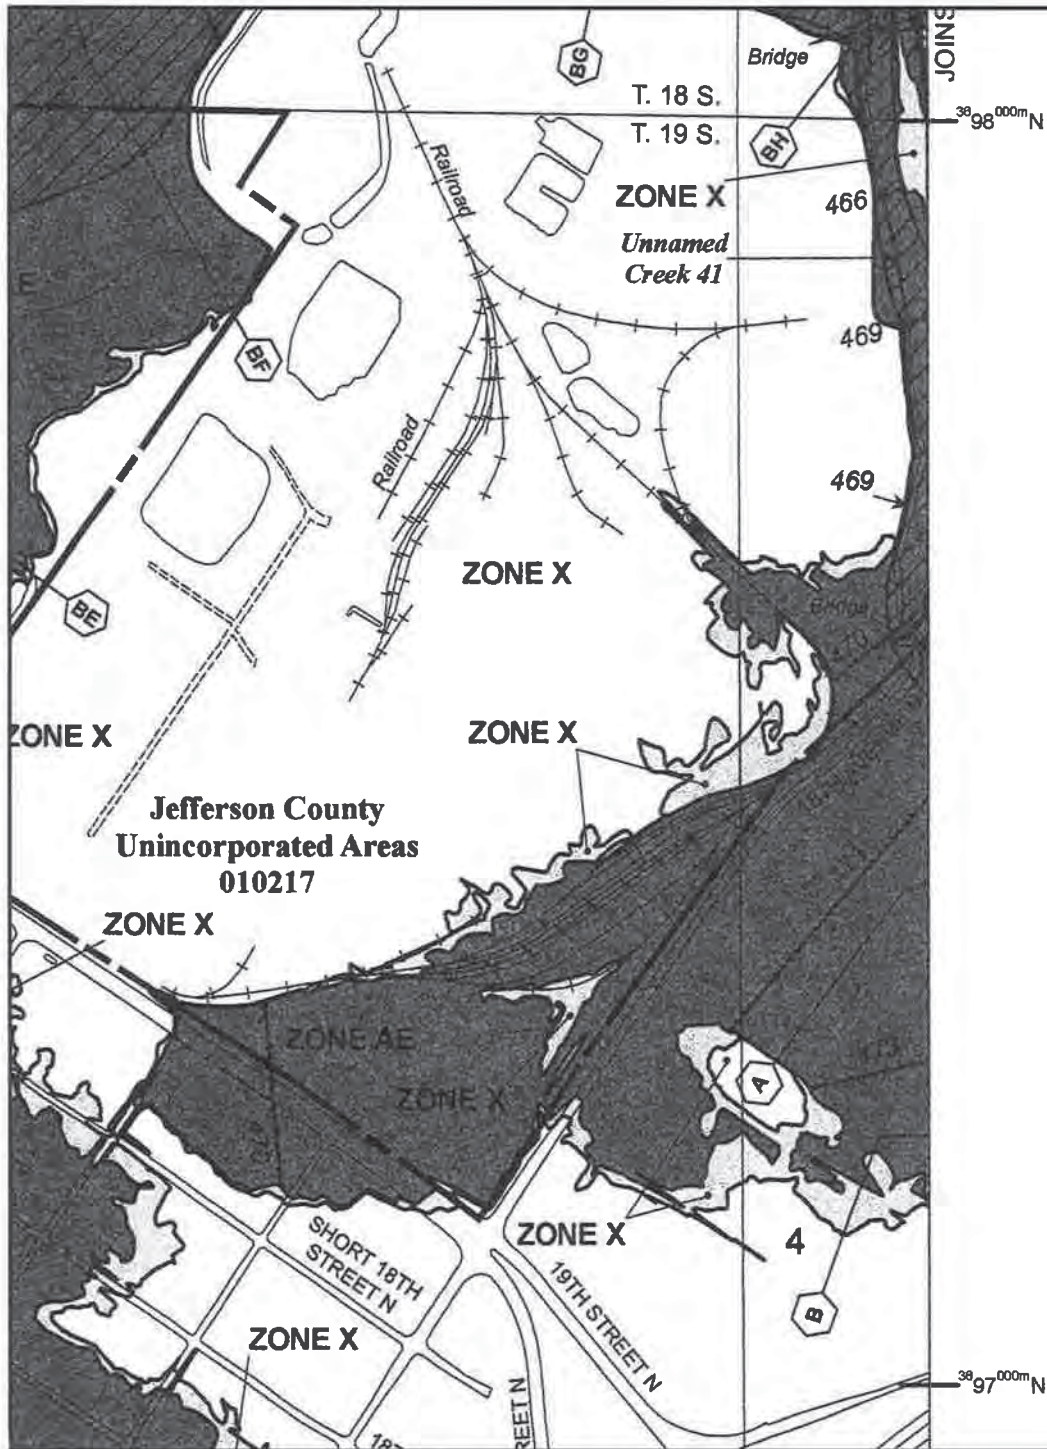 JOINS
BG
Bridge
T. 18 S.
3898000m N
T. 19 S.
BH
Railroad
ZONE X
466
Unnamed
Creek 41
E
469
BF
Railroad
469
ZONE X
BE
Bridge
70
ZONE X
ZONE X
Jefferson County
Unincorporated Areas
010217
ZONE X
ZONE AE
ZONE X
A
ZONE X
4
SHORT 18TH
STREET N
19TH STREET N
B
ZONE X
REET N
3897000m N